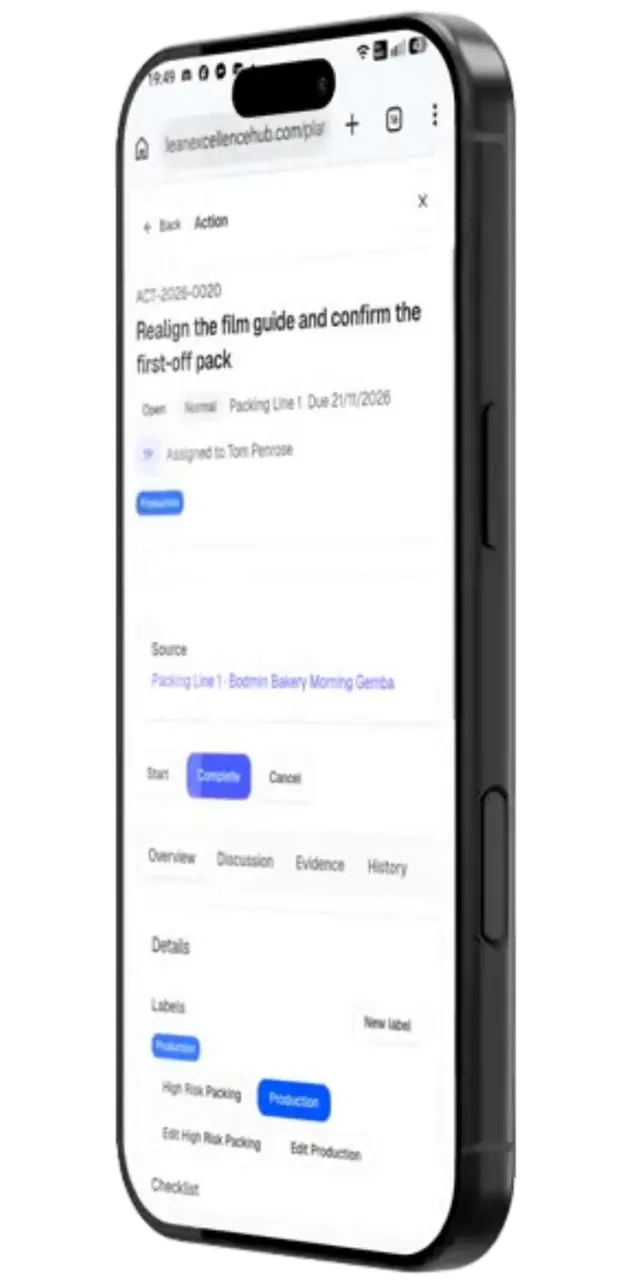 19:49
leanexcellencehub.com/pla
← Back Action ×
ACT-2026-0020
Realign the film guide and confirm the
first-off pack
Open Normal Packing Line 1 Due 21/11/2026
TP Assigned to Tom Penrose
Production
Source
Packing Line 1 · Bodmin Bakery Morning Gemba
Start Complete Cancel
Overview Discussion Evidence History
Details
Labels New label
Production
High Risk Packing Production
Edit High Risk Packing Edit Production
Checklist